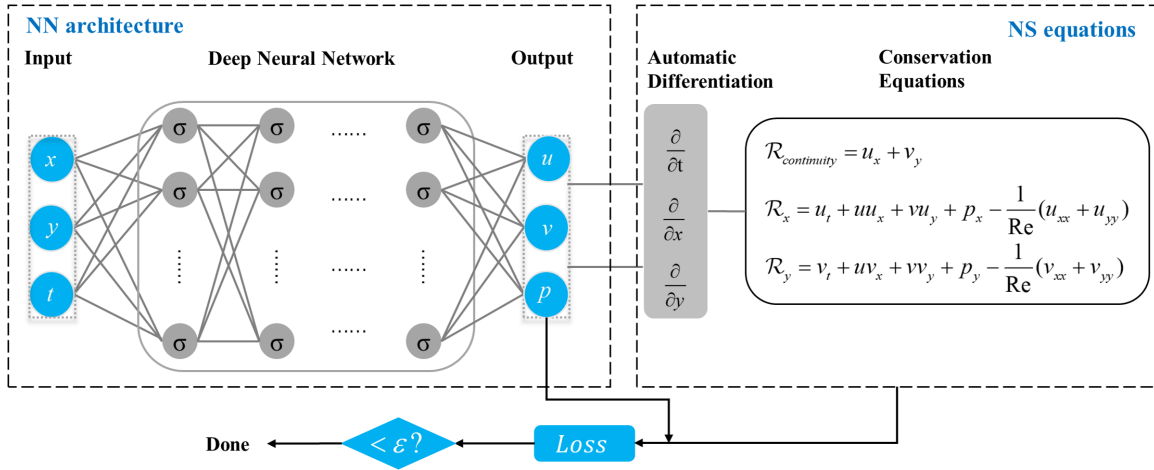 NN architecture
Input
Deep Neural Network
Output
x
y
t
σ σ …… σ
σ σ …… σ
…… …… …… ……
σ σ …… σ
u
v
p
NS equations
Automatic
Differentiation
Conservation
Equations
∂/∂t
∂/∂x
∂/∂y
ℛ_continuity = u_x + v_y
ℛ_x = u_t + uu_x + vu_y + p_x − 1/Re (u_xx + u_yy)
ℛ_y = v_t + uv_x + vv_y + p_y − 1/Re (v_xx + v_yy)
Done
< ε?
Loss